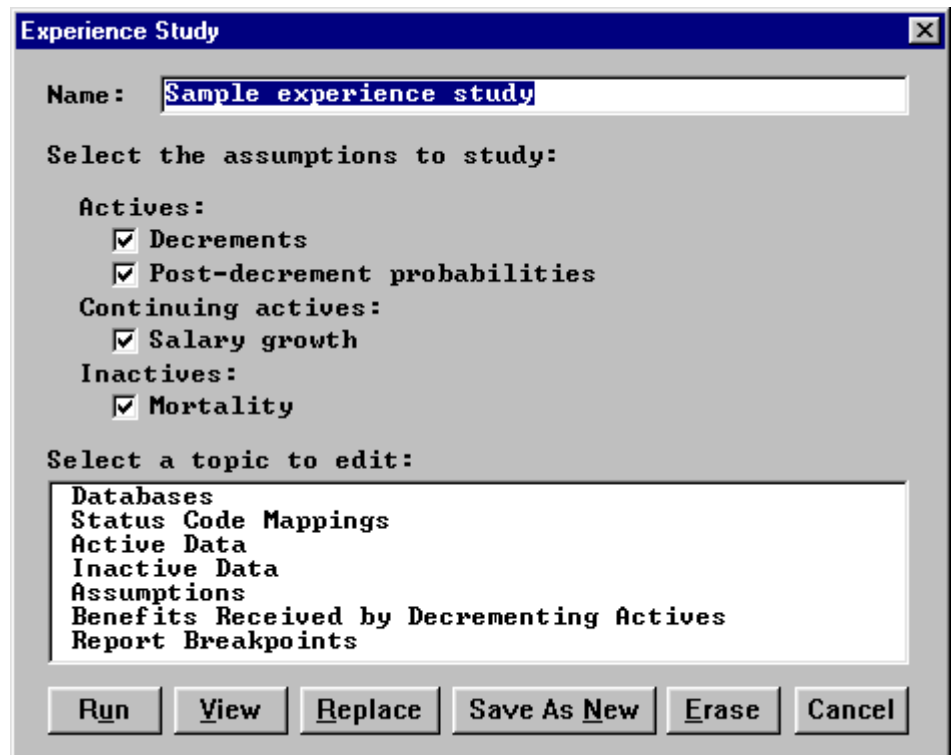 Experience Study
Name: Sample experience study
Select the assumptions to study:
Actives:
Decrements
Post-decrement probabilities
Continuing actives:
Salary growth
Inactives:
Mortality
Select a topic to edit:
Databases
Status Code Mappings
Active Data
Inactive Data
Assumptions
Benefits Received by Decrementing Actives
Report Breakpoints
Run View Replace Save As New Erase Cancel